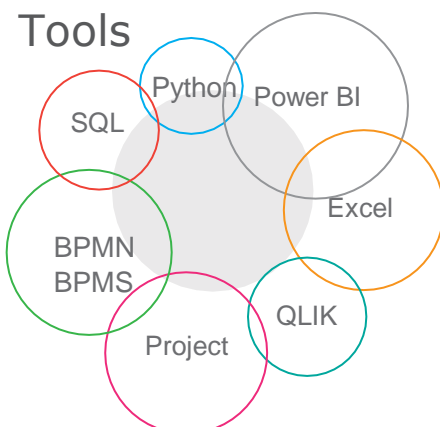 Tools
Python
Power BI
SQL
Excel
BPMN
BPMS
QLIK
Project